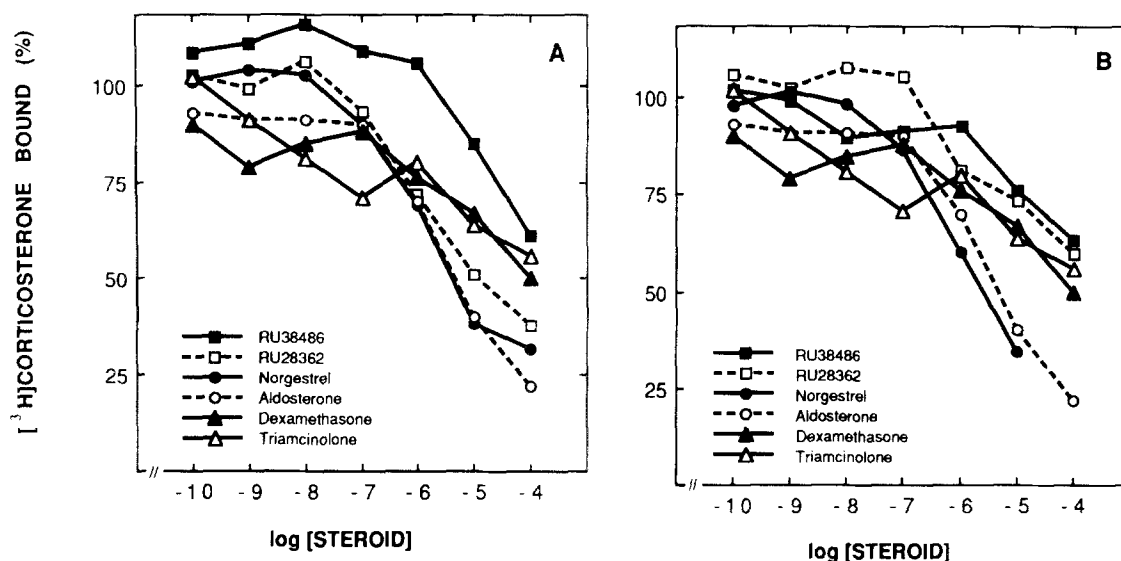 [³H]CORTICOSTERONE BOUND (%)
A
100
75
50
25
RU38486
RU28362
Norgestrel
Aldosterone
Dexamethasone
Triamcinolone
-10 -9 -8 -7 -6 -5 -4
log [STEROID]
B
100
75
50
25
RU38486
RU28362
Norgestrel
Aldosterone
Dexamethasone
Triamcinolone
-10 -9 -8 -7 -6 -5 -4
log [STEROID]